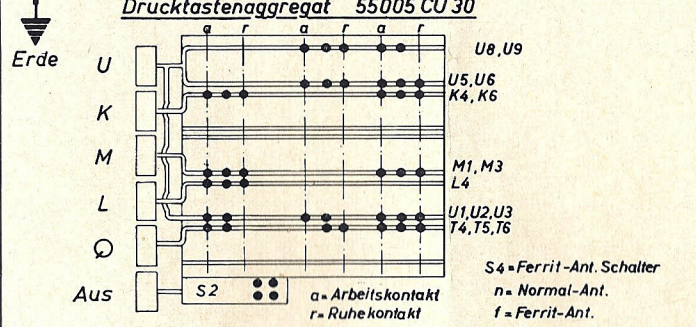 Drucktastenaggregat 55005 CU 30
Erde
a r a r a r
U
K
M
L
Q
Aus
U8,U9
U5,U6
K4,K6
M1,M3
L4
U1,U2,U3
T4,T5,T6
S2
a=Arbeitskontakt
r=Ruhekontakt
S4=Ferrit-Ant.Schalter
n=Normal-Ant.
f=Ferrit-Ant.